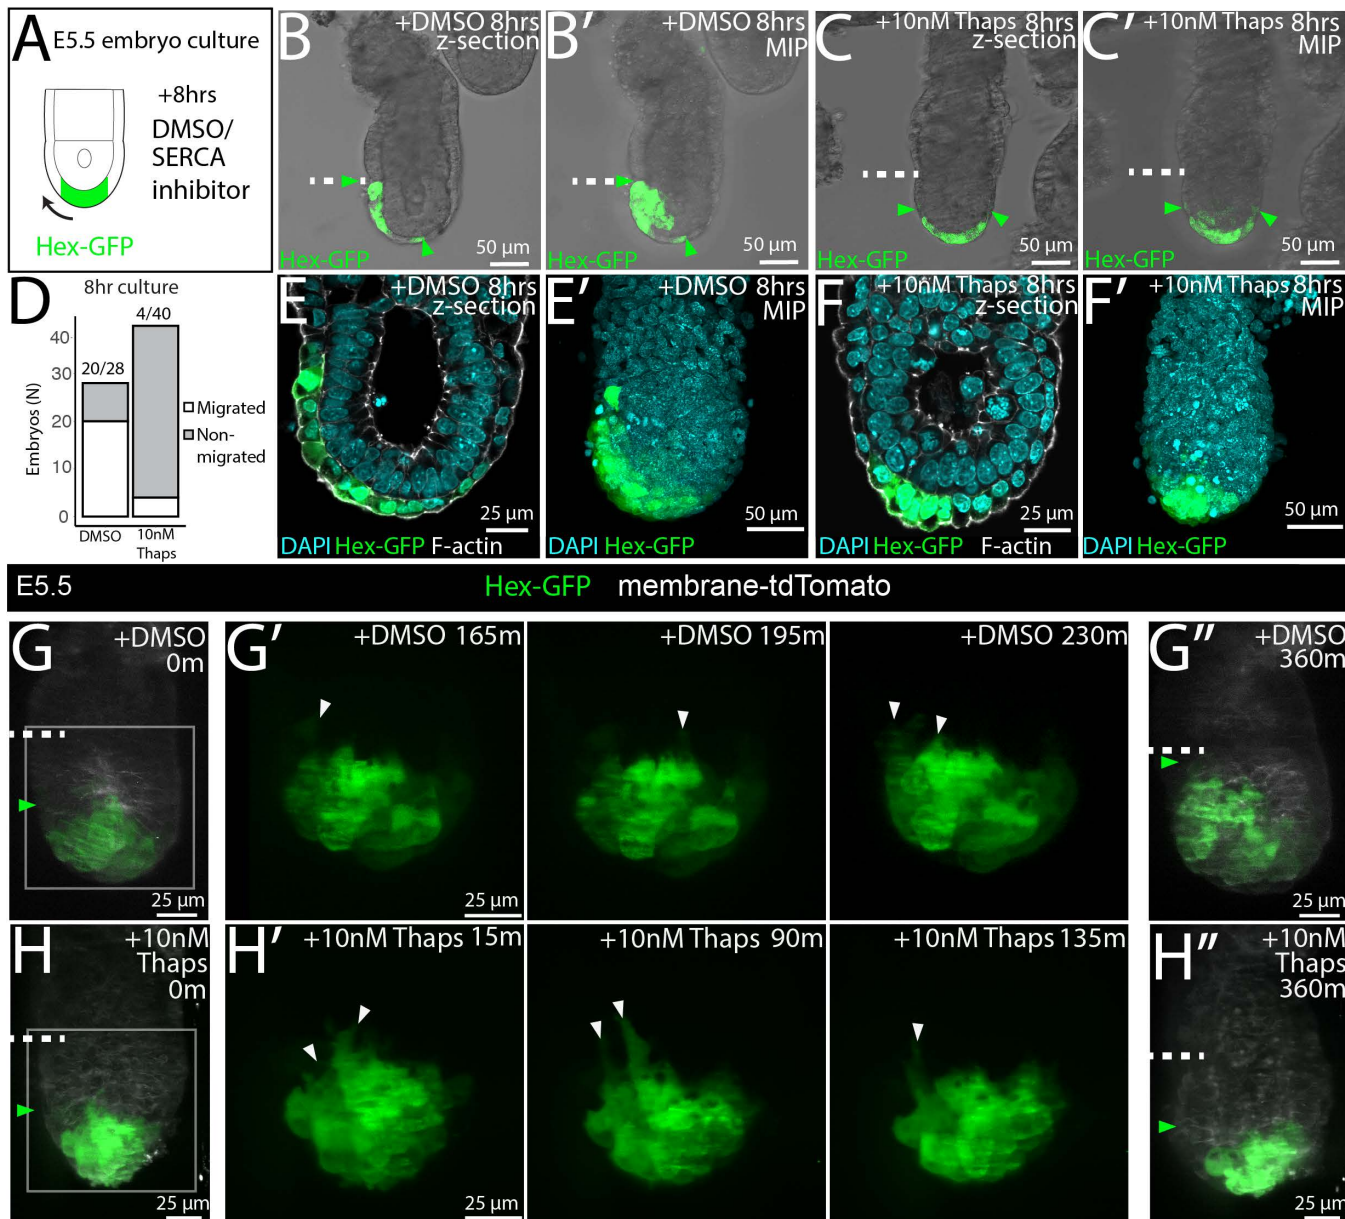 A
E5.5 embryo culture
+8hrs
DMSO/
SERCA
inhibitor
Hex-GFP
B
+DMSO 8hrs
z-section
Hex-GFP
50 µm
B'
+DMSO 8hrs
MIP
50 µm
C
+10nM Thaps 8hrs
z-section
Hex-GFP
50 µm
C'
+10nM Thaps 8hrs
MIP
50 µm
D
8hr culture
4/40
20/28
Embryos (N)
40
30
20
10
0
DMSO
10nM
Thaps
Migrated
Non-
migrated
E
+DMSO 8hrs
z-section
25 µm
DAPI Hex-GFP F-actin
E'
+DMSO 8hrs
MIP
50 µm
DAPI Hex-GFP
F
+10nM Thaps 8hrs
z-section
25 µm
DAPI Hex-GFP F-actin
F'
+10nM Thaps 8hrs
MIP
50 µm
DAPI Hex-GFP
E5.5
Hex-GFP membrane-tdTomato
G
+DMSO
0m
25 µm
G'
+DMSO 165m
25 µm
+DMSO 195m
+DMSO 230m
G''
+DMSO
360m
25 µm
H
+10nM
Thaps
0m
25 µm
H'
+10nM Thaps 15m
25 µm
+10nM Thaps 90m
+10nM Thaps 135m
H''
+10nM
Thaps
360m
25 µm